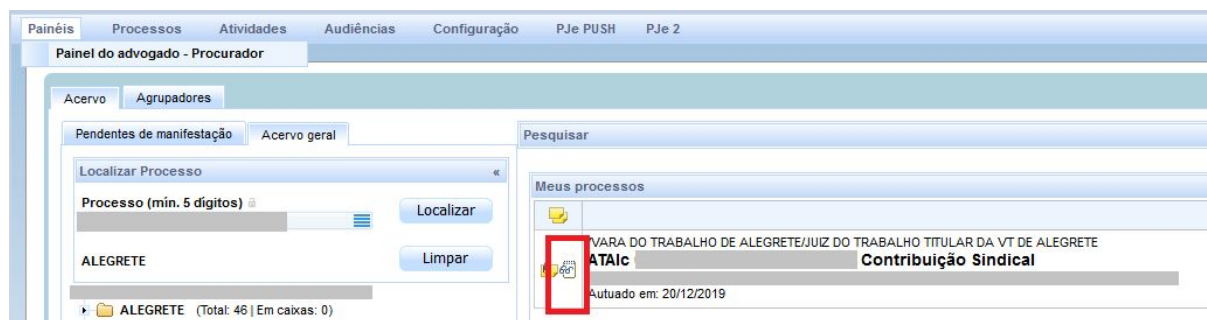 Painéis Processos Atividades Audiências Configuração PJe PUSH PJe 2
Painel do advogado - Procurador
Acervo Agrupadores
Pendentes de manifestação Acervo geral
Pesquisar
Localizar Processo «
Meus processos
Processo (mín. 5 dígitos)
Localizar
ALEGRETE
Limpar
VARA DO TRABALHO DE ALEGRETE/JUIZ DO TRABALHO TITULAR DA VT DE ALEGRETE
ATAlc Contribuição Sindical
Autuado em: 20/12/2019
ALEGRETE (Total: 46 | Em caixas: 0)